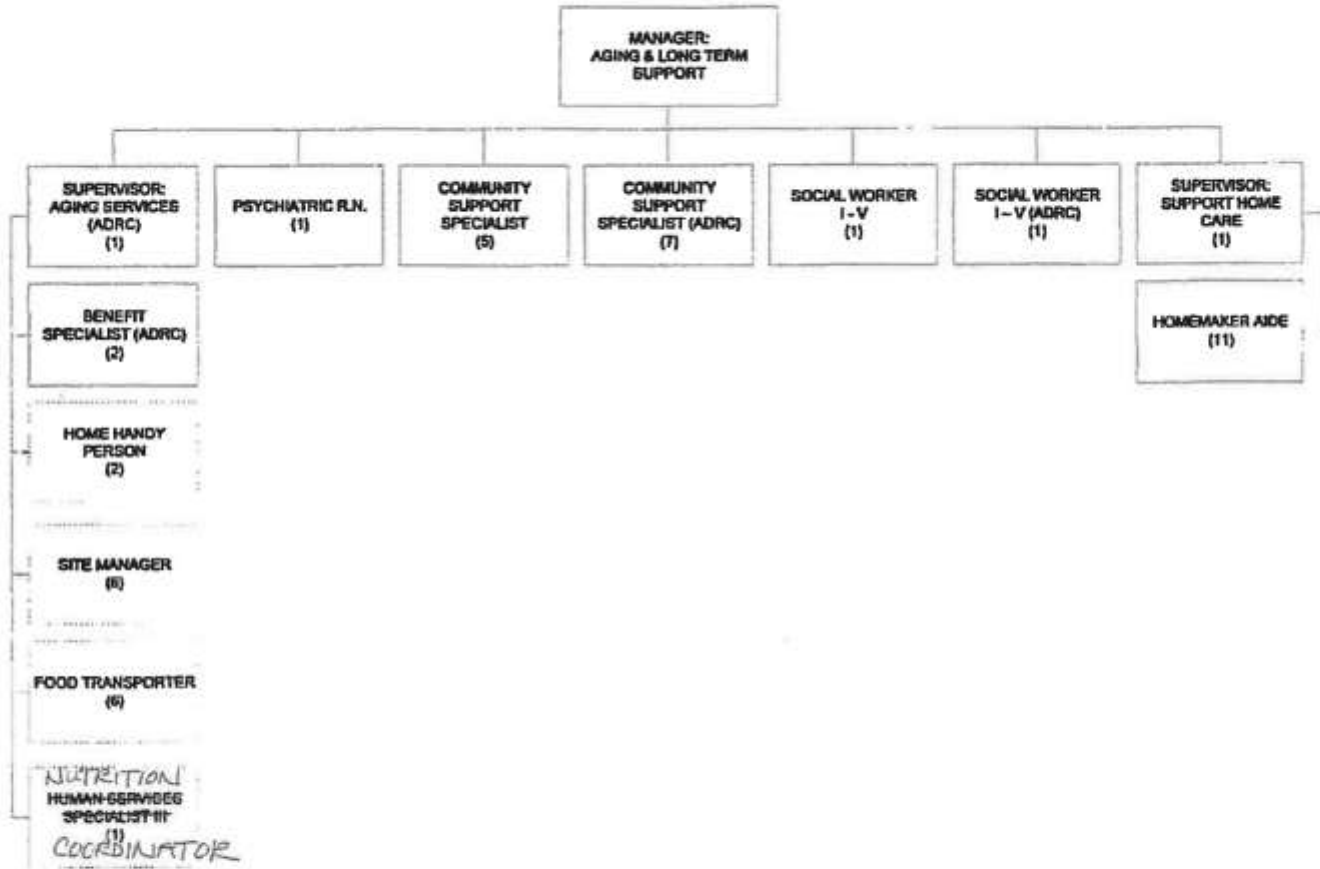 MANAGER:
AGING & LONG TERM
SUPPORT
SUPERVISOR:
AGING SERVICES
(ADRC)
(1)
PSYCHIATRIC R.N.
(1)
COMMUNITY
SUPPORT
SPECIALIST
(5)
COMMUNITY
SUPPORT
SPECIALIST (ADRC)
(7)
SOCIAL WORKER
I - V
(1)
SOCIAL WORKER
I - V (ADRC)
(1)
SUPERVISOR:
SUPPORT HOME
CARE
(1)
BENEFIT
SPECIALIST (ADRC)
(2)
HOMEMAKER AIDE
(11)
HOME HANDY
PERSON
(2)
SITE MANAGER
(6)
FOOD TRANSPORTER
(6)
NUTRITION
HUMAN SERVICES
SPECIALIST III
(1)
COORDINATOR